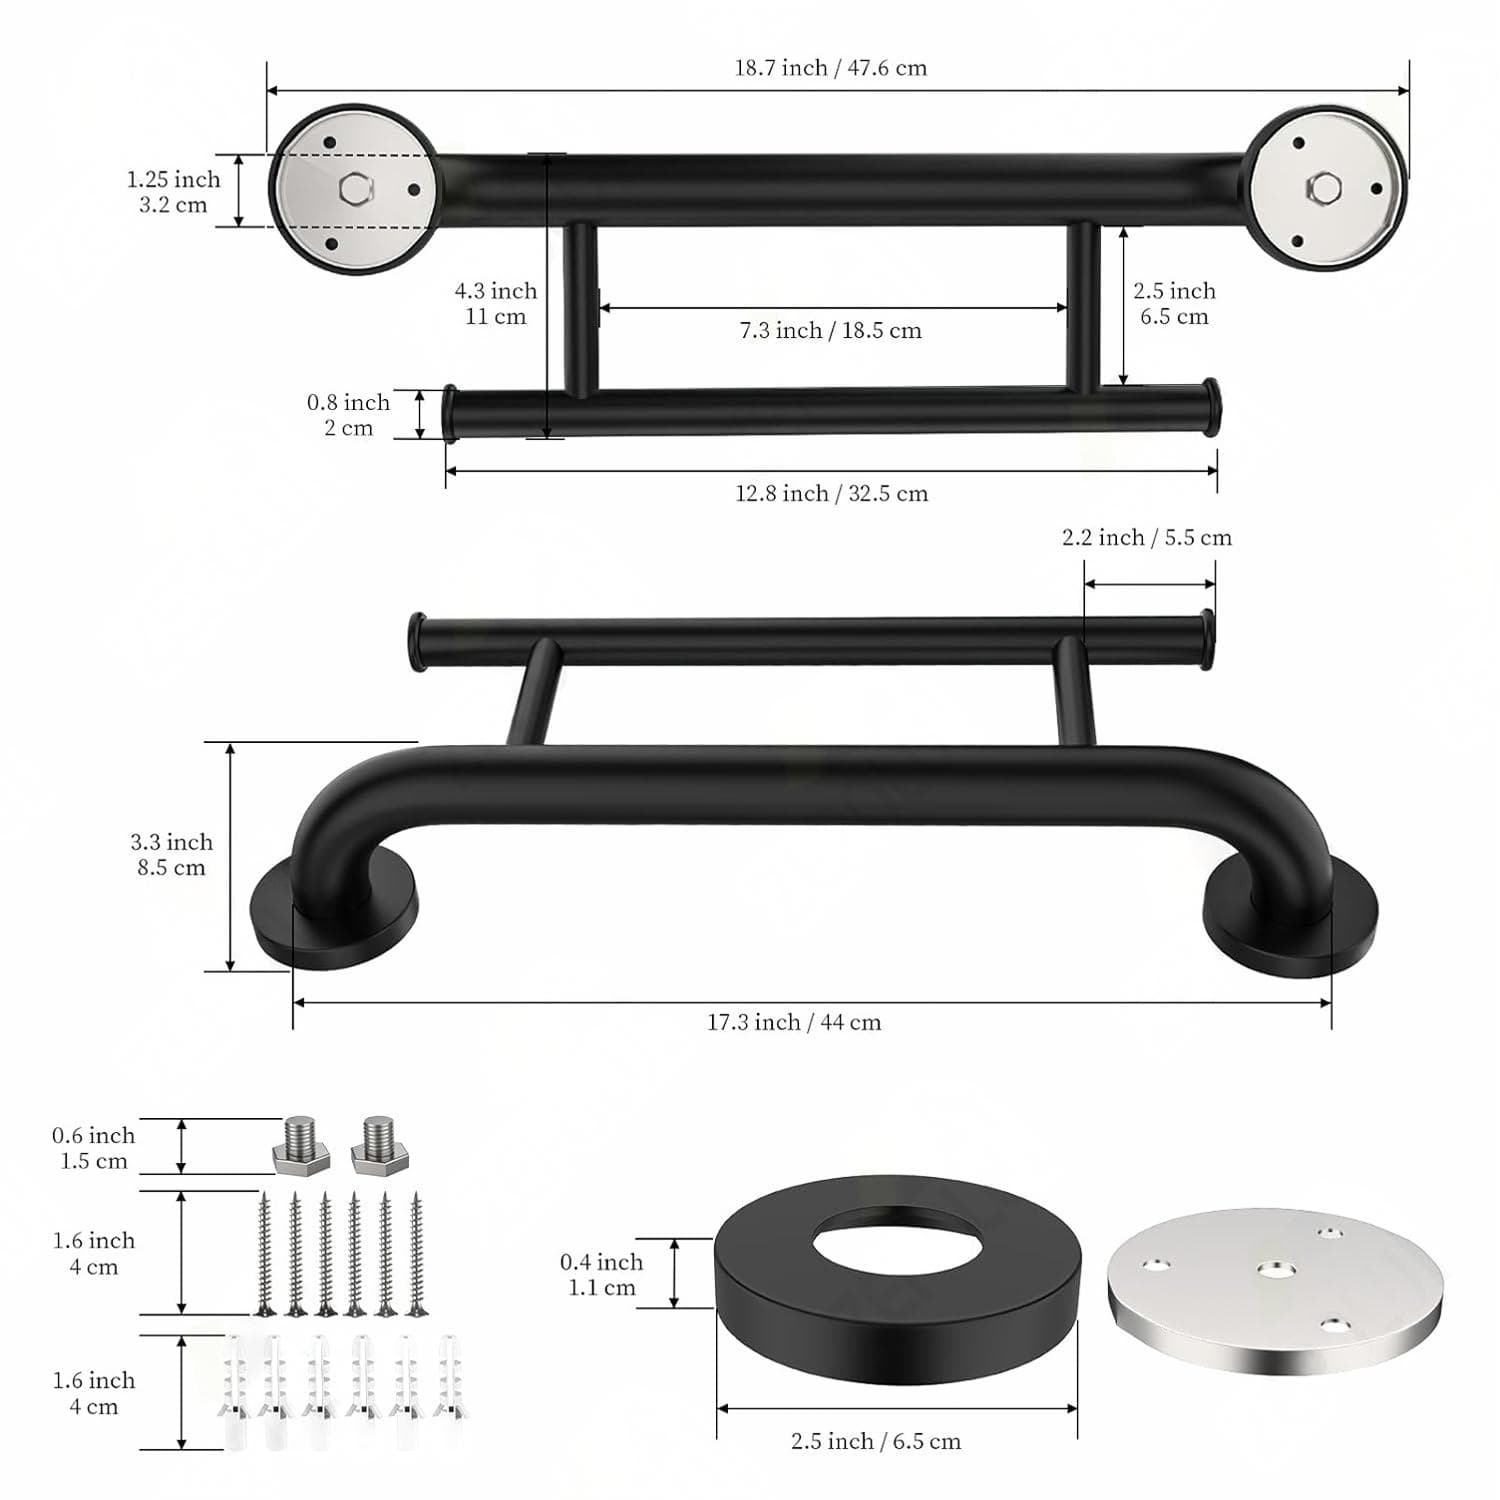 18.7 inch / 47.6 cm
1.25 inch
3.2 cm
4.3 inch
11 cm
7.3 inch / 18.5 cm
2.5 inch
6.5 cm
0.8 inch
2 cm
12.8 inch / 32.5 cm
2.2 inch / 5.5 cm
3.3 inch
8.5 cm
17.3 inch / 44 cm
0.6 inch
1.5 cm
1.6 inch
4 cm
1.6 inch
4 cm
0.4 inch
1.1 cm
2.5 inch / 6.5 cm